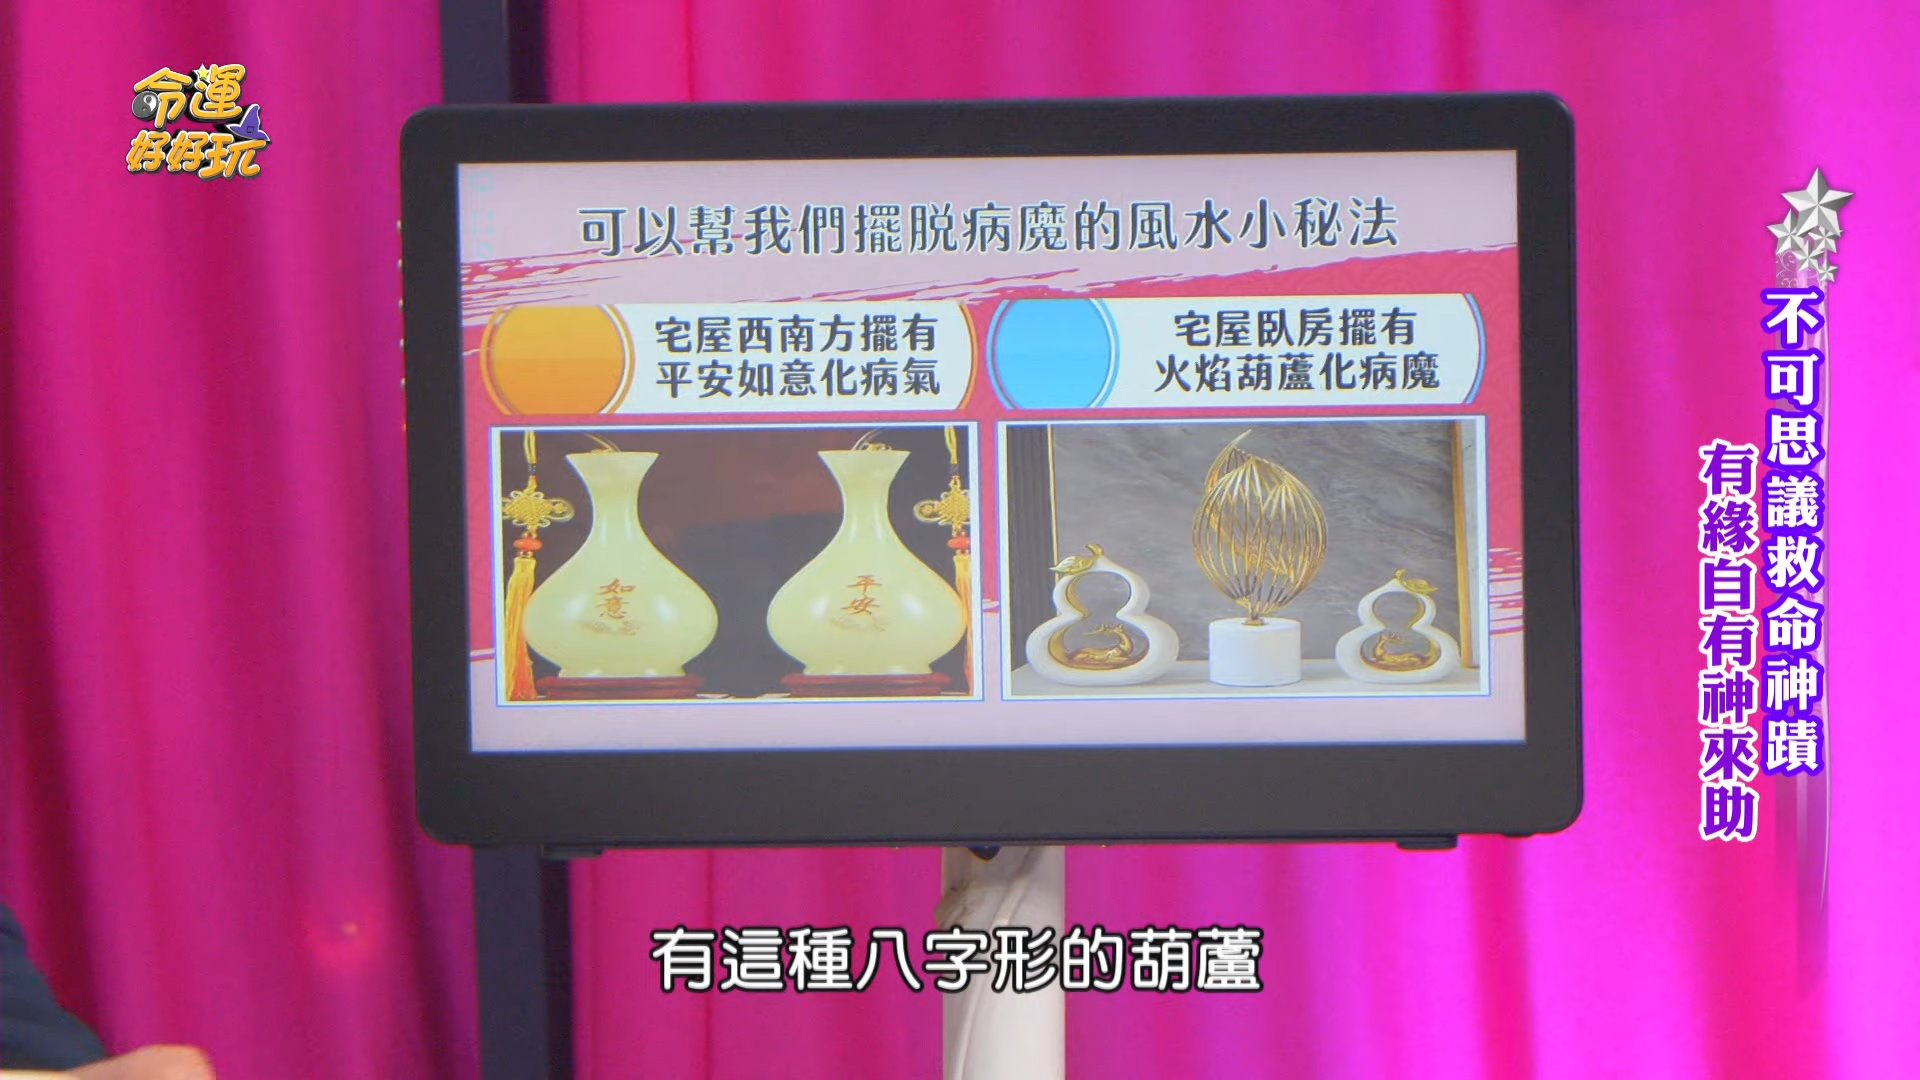 命運
好好玩
可以幫我們擺脱病魔的風水小秘法
宅屋西南方擺有
平安如意化病氣
宅屋臥房擺有
火焰葫蘆化病魔
如意
平安
不可思議救命神蹟
有緣自有神來助
有這種八字形的葫蘆